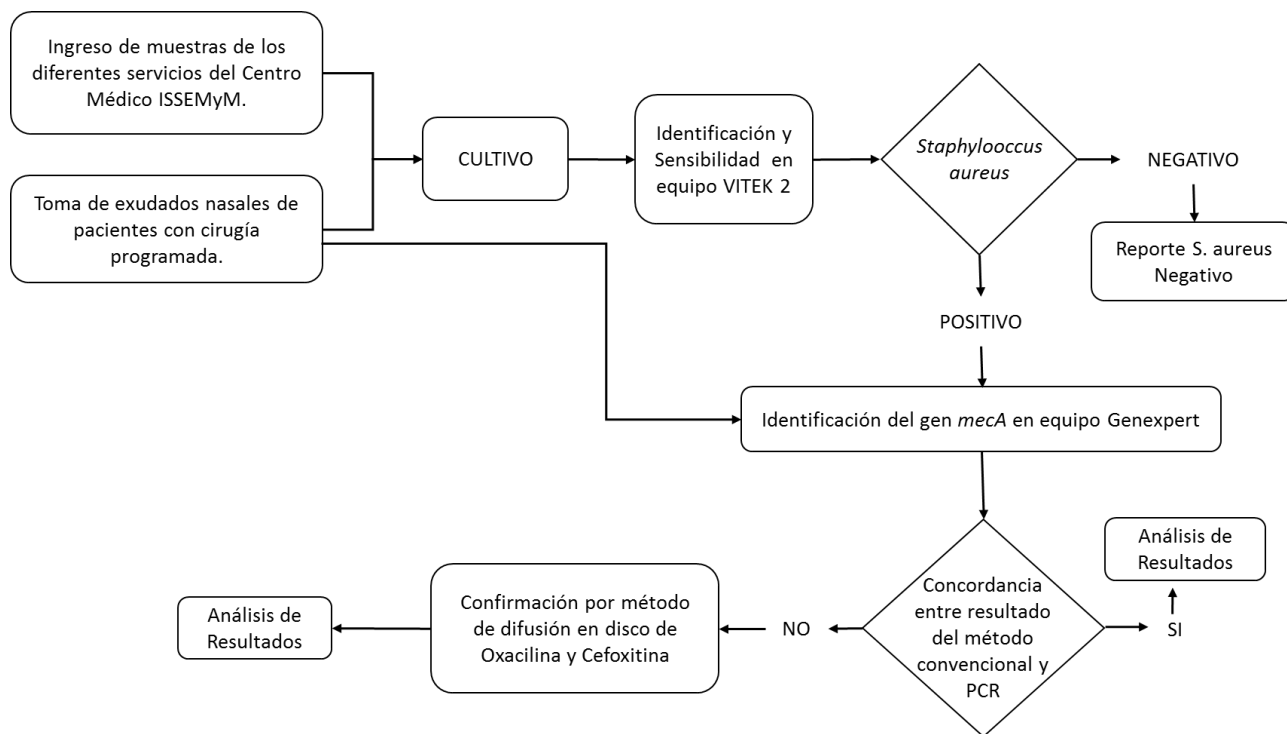 Ingreso de muestras de los
diferentes servicios del Centro
Médico ISSEMyM.
Toma de exudados nasales de
pacientes con cirugía
programada.
CULTIVO
Identificación y
Sensibilidad en
equipo VITEK 2
Staphylooccus
aureus
NEGATIVO
Reporte S. aureus
Negativo
POSITIVO
Identificación del gen mecA en equipo Genexpert
Concordancia
entre resultado
del método
convencional y
PCR
SI
Análisis de
Resultados
NO
Confirmación por método
de difusión en disco de
Oxacilina y Cefoxitina
Análisis de
Resultados